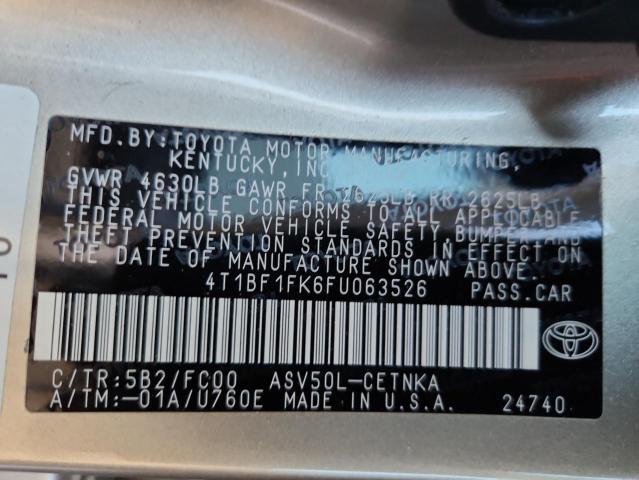 MFD.BY:TOYOTA MOTOR MANUFACTURING,
KENTUCKY, INC.
GVWR 4630LB GAWR FR 2625LB RR 2625LB
THIS VEHICLE CONFORMS TO ALL APPLICABLE
FEDERAL MOTOR VEHICLE SAFETY BUMPER AND
THEFT PREVENTION STANDARDS IN EFFECT ON
THE DATE OF MANUFACTURE SHOWN ABOVE.
4T1BF1FK6FU063526 PASS.CAR
C/TR:5B2/FC00 ASV50L-CETNKA
A/TM:-01A/U760E MADE IN U.S.A. 24740